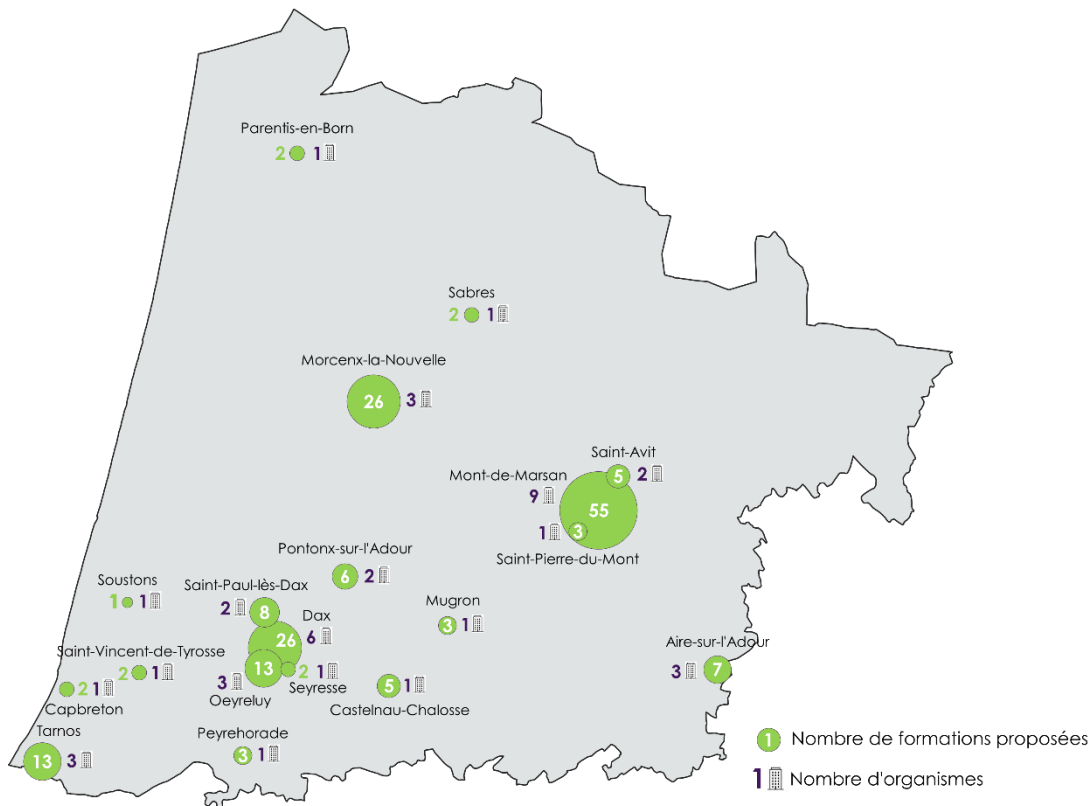 Parentis-en-Born
2 1
Sabres
2 1
Morcenx-la-Nouvelle
26 3
Saint-Avit
5 2
Mont-de-Marsan
9 55
1 3
Saint-Pierre-du-Mont
Pontonx-sur-l'Adour
6 2
Soustons
1 1
Saint-Paul-lès-Dax
2 8
Dax
26 6
Mugron
3 1
Aire-sur-l'Adour
3 7
Saint-Vincent-de-Tyrosse
2 1
13 2 1
3
Seyresse
Oeyreluy
5 1
Castelnau-Chalosse
2 1
Capbreton
Tarnos
13 3
Peyrehorade
3 1
1 Nombre de formations proposées
1 Nombre d'organismes